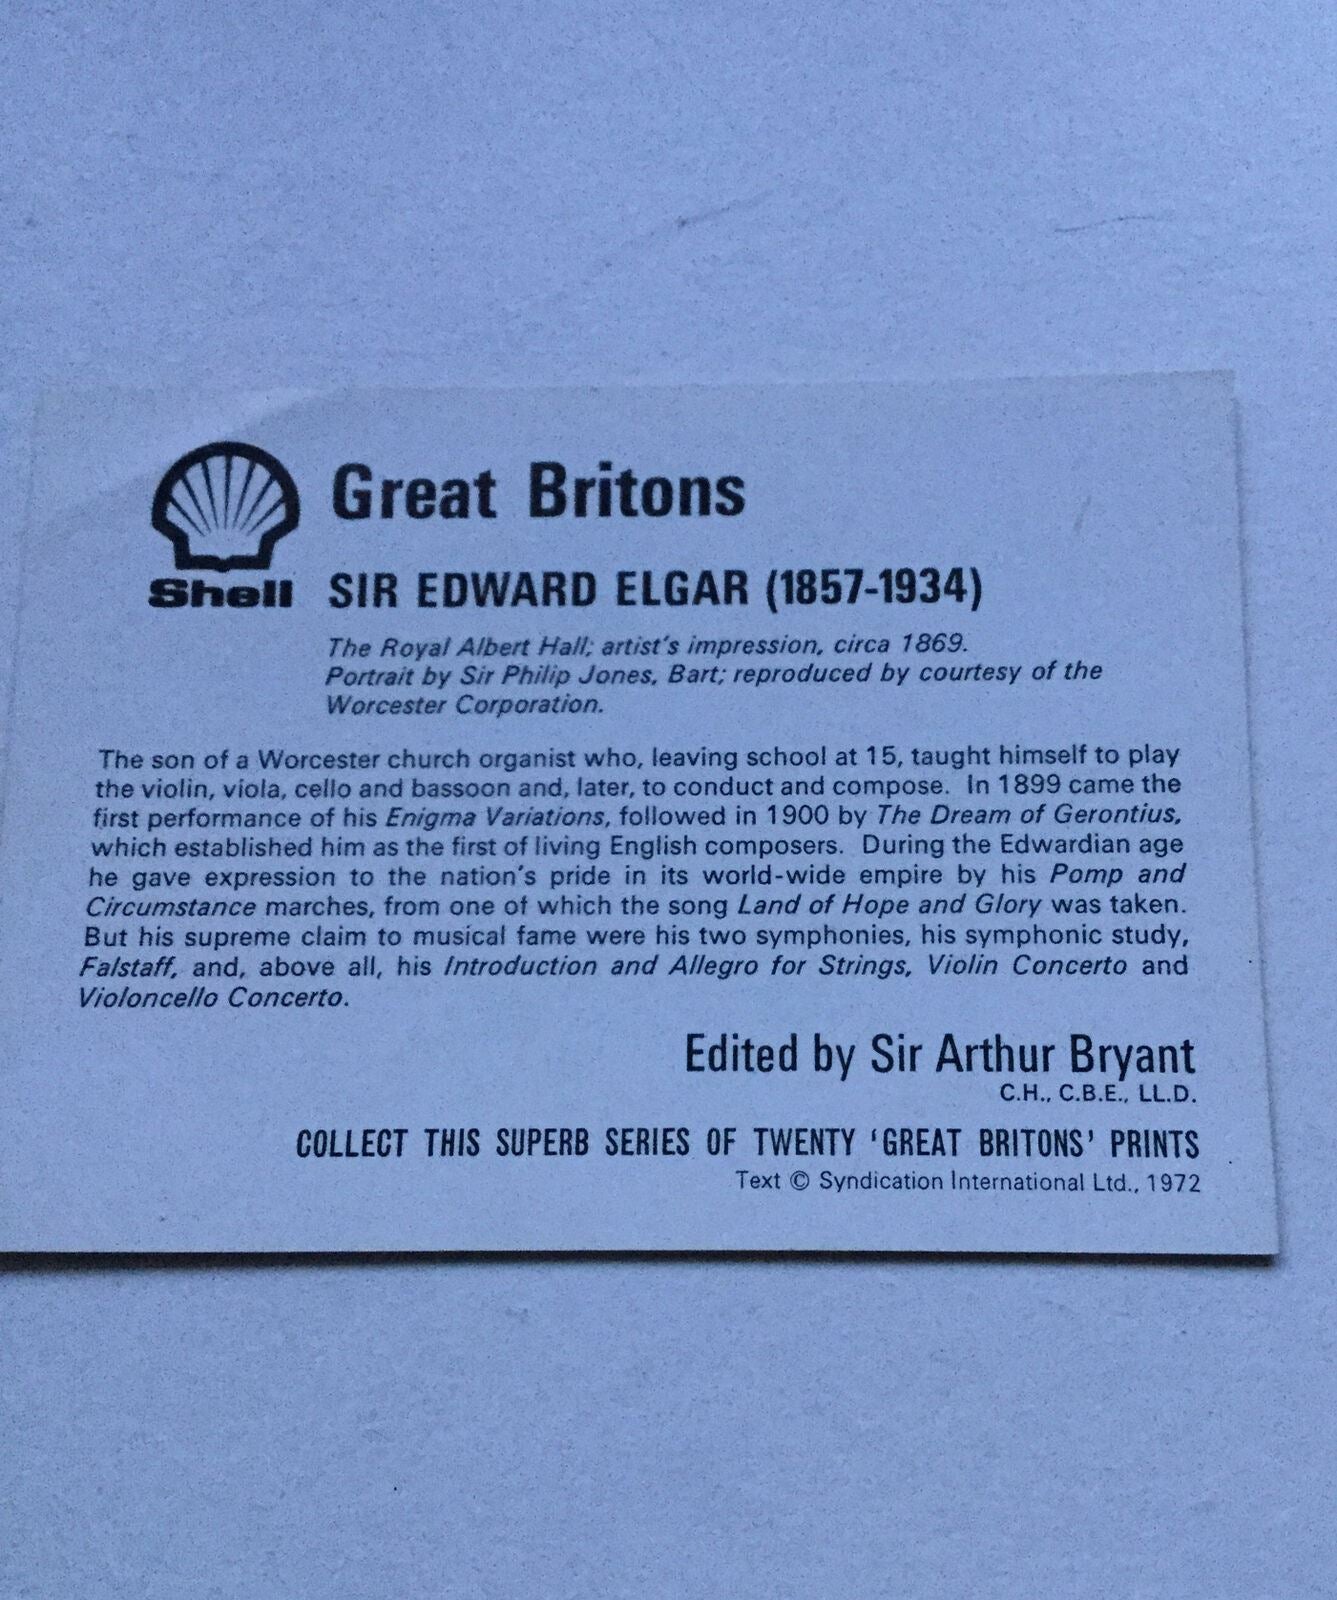 Great Britons
Shell
SIR EDWARD ELGAR (1857-1934)
The Royal Albert Hall; artist's impression, circa 1869.
Portrait by Sir Philip Jones, Bart; reproduced by courtesy of the
Worcester Corporation.
The son of a Worcester church organist who, leaving school at 15, taught himself to play
the violin, viola, cello and bassoon and, later, to conduct and compose. In 1899 came the
first performance of his Enigma Variations, followed in 1900 by The Dream of Gerontius,
which established him as the first of living English composers. During the Edwardian age
he gave expression to the nation's pride in its world-wide empire by his Pomp and
Circumstance marches, from one of which the song Land of Hope and Glory was taken.
But his supreme claim to musical fame were his two symphonies, his symphonic study,
Falstaff, and, above all, his Introduction and Allegro for Strings, Violin Concerto and
Violoncello Concerto.
Edited by Sir Arthur Bryant
C.H., C.B.E., LL.D.
COLLECT THIS SUPERB SERIES OF TWENTY 'GREAT BRITONS' PRINTS
Text © Syndication International Ltd., 1972